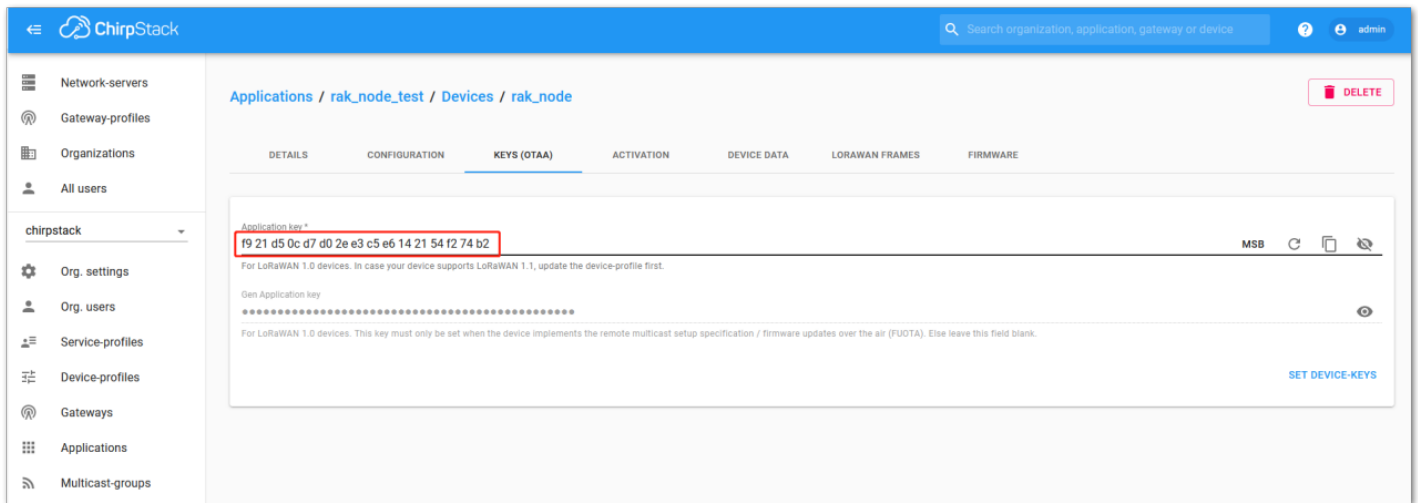 ChirpStack
Search organization, application, gateway or device
? admin
Network-servers
Gateway-profiles
Organizations
All users
chirpstack
Org. settings
Org. users
Service-profiles
Device-profiles
Gateways
Applications
Multicast-groups
Applications / rak_node_test / Devices / rak_node
DELETE
DETAILS CONFIGURATION KEYS (OTAA) ACTIVATION DEVICE DATA LORAWAN FRAMES FIRMWARE
Application key *
f9 21 d5 0c d7 d0 2e e3 c5 e6 14 21 54 f2 74 b2 MSB
For LoRaWAN 1.0 devices. In case your device supports LoRaWAN 1.1, update the device-profile first.
Gen Application key
••••••••••••••••••••••••••••••••••••••••••••••• 
For LoRaWAN 1.0 devices. This key must only be set when the device implements the remote multicast setup specification / firmware updates over the air (FUOTA). Else leave this field blank.
SET DEVICE-KEYS